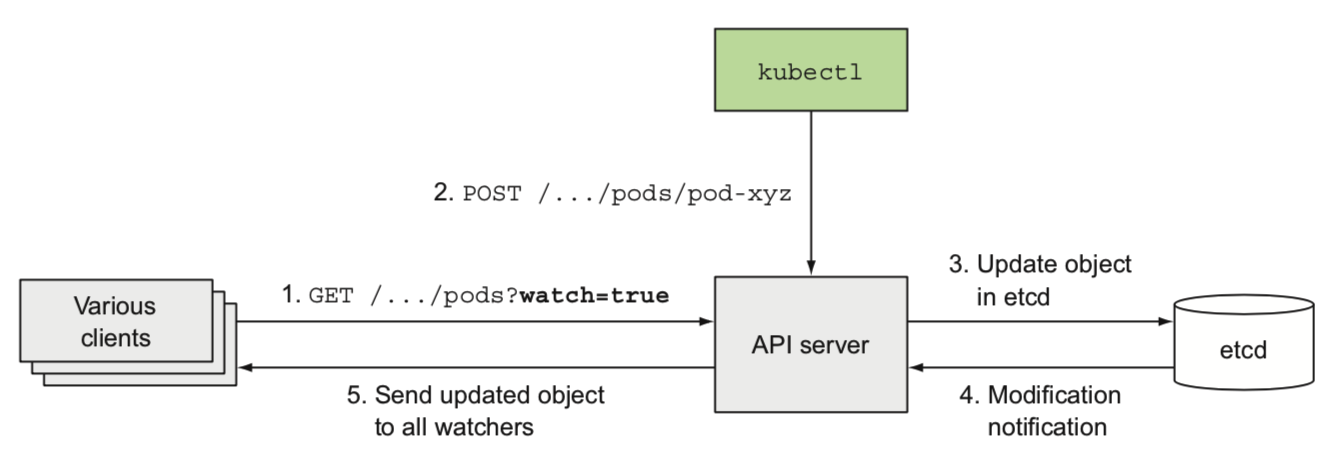 kubectl
2. POST /.../pods/pod-xyz
1. GET /.../pods?watch=true
3. Update object
in etcd
Various
clients
API server
etcd
5. Send updated object
to all watchers
4. Modification
notification